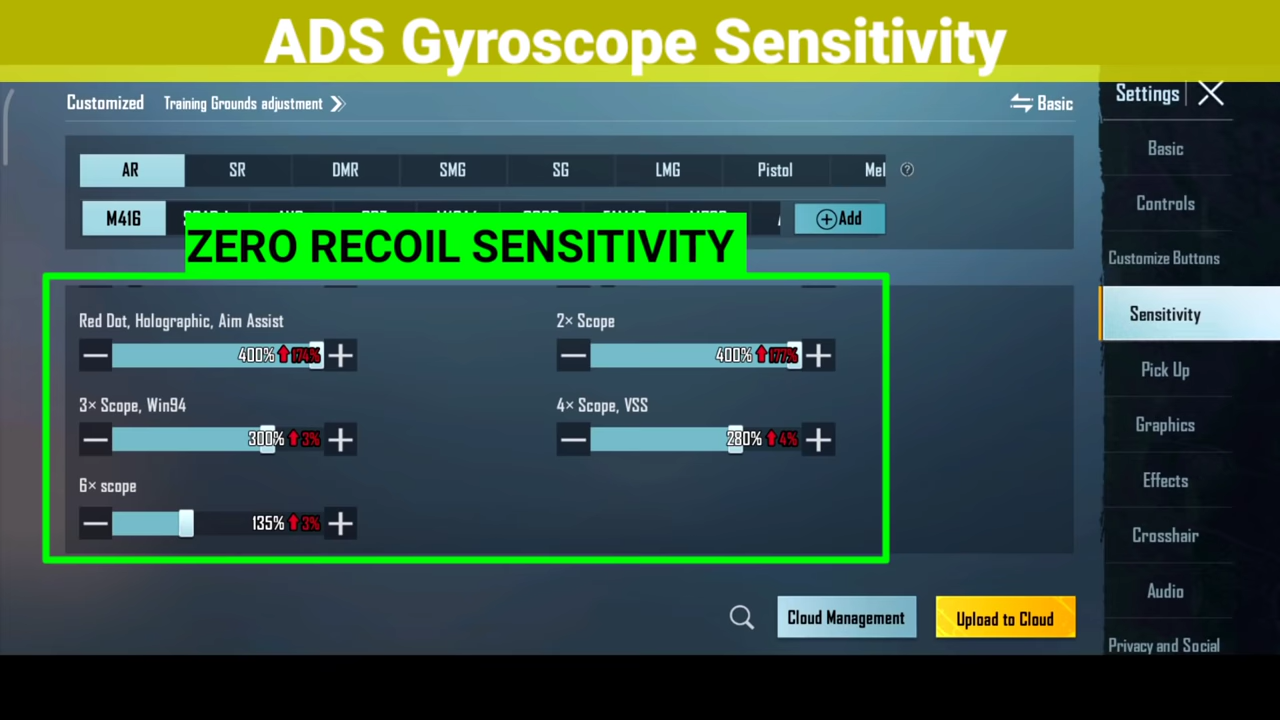 ADS Gyroscope Sensitivity
Customized Training Grounds adjustment
Basic
Settings
AR SR DMR SMG SG LMG Pistol Mel
M416
Add
ZERO RECOIL SENSITIVITY
Red Dot, Holographic, Aim Assist
400% 174%
2× Scope
400% 177%
3× Scope, Win94
300% 3%
4× Scope, VSS
280% 4%
6× scope
135% 3%
Cloud Management
Upload to Cloud
Basic
Controls
Customize Buttons
Sensitivity
Pick Up
Graphics
Effects
Crosshair
Audio
Privacy and Social